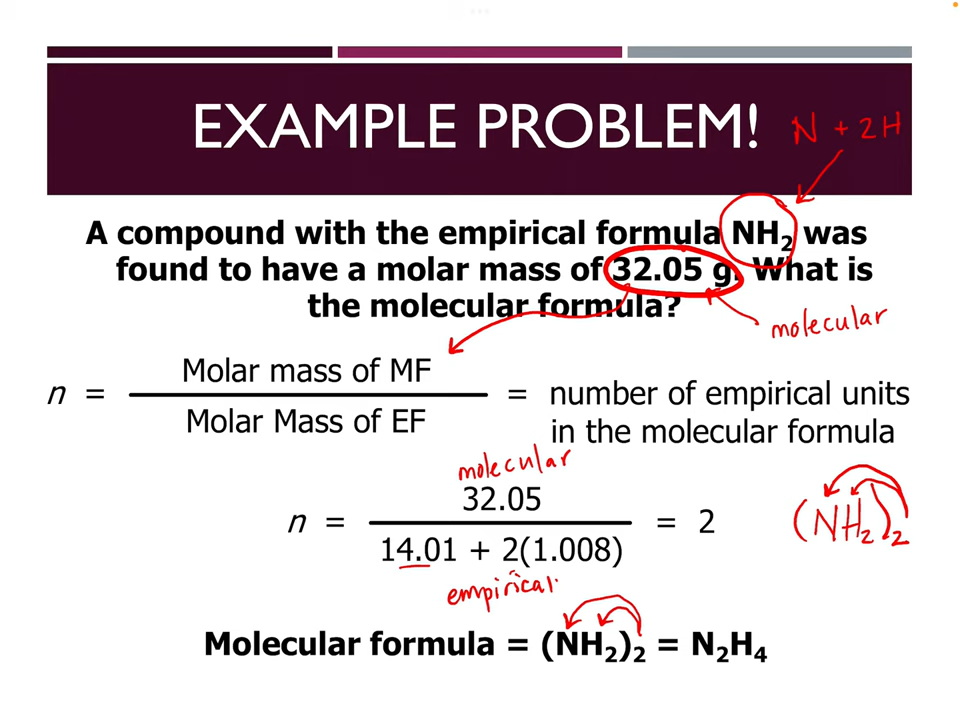 EXAMPLE PROBLEM!
N + 2H
A compound with the empirical formula NH₂ was
found to have a molar mass of 32.05 g. What is
the molecular formula?
molecular
n = Molar mass of MF / Molar Mass of EF = number of empirical units
in the molecular formula
molecular
n = 32.05 / 14.01 + 2(1.008) = 2
(NH₂)₂
empirical
Molecular formula = (NH₂)₂ = N₂H₄